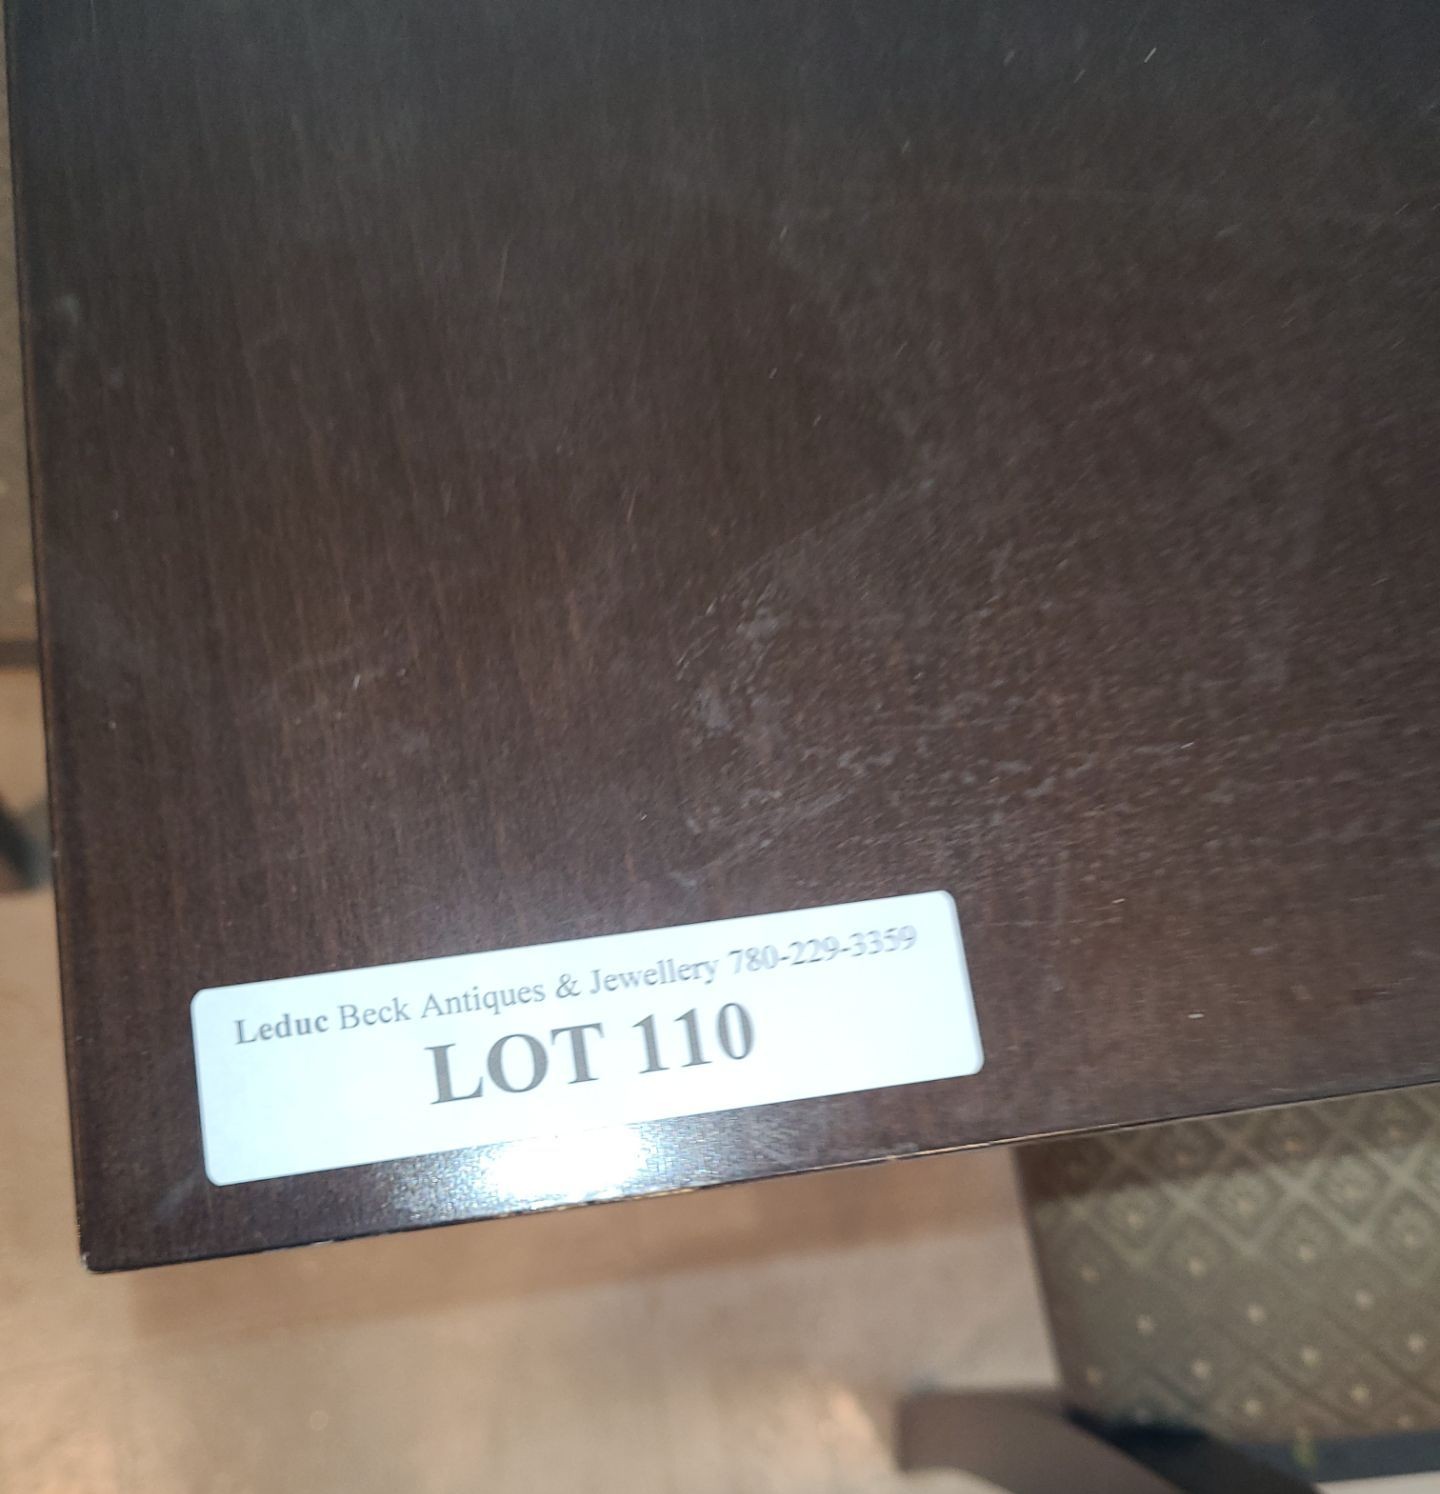 Leduc Beck Antiques & Jewellery 780-229-3359
LOT 110